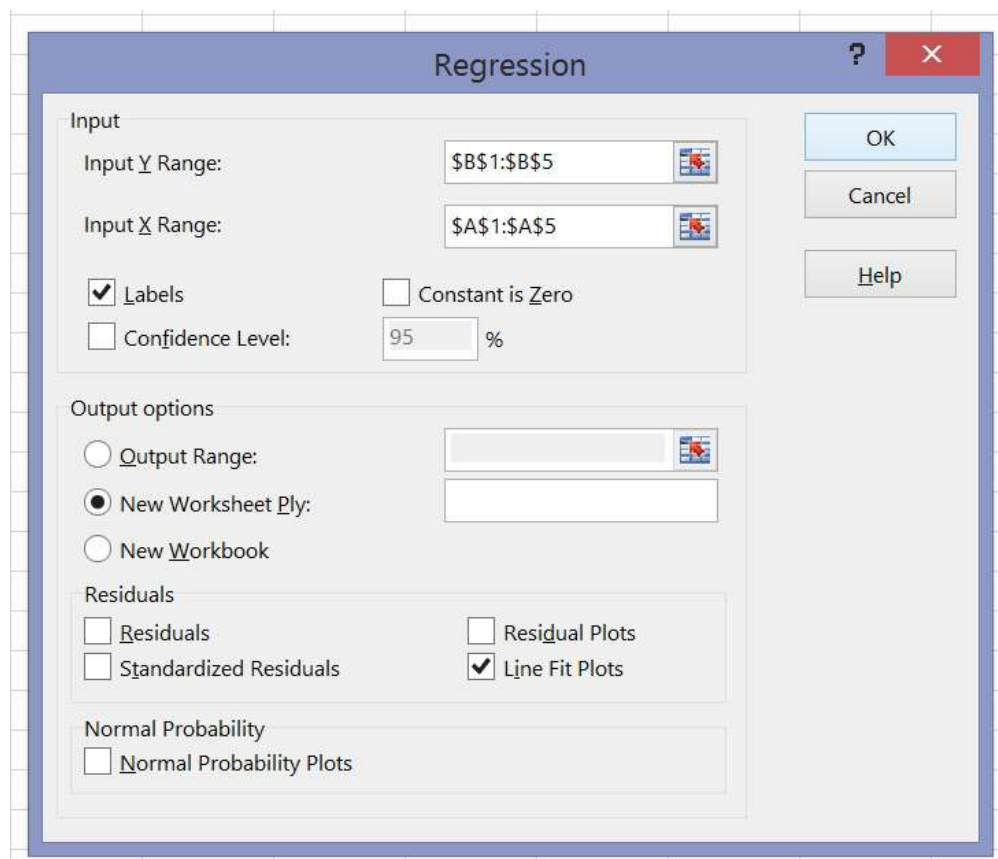 Regression
?
Input
Input Y Range:
$B$1:$B$5
Input X Range:
$A$1:$A$5
Labels
Constant is Zero
Confidence Level:
95 %
OK
Cancel
Help
Output options
Output Range:
New Worksheet Ply:
New Workbook
Residuals
Residuals
Residual Plots
Standardized Residuals
Line Fit Plots
Normal Probability
Normal Probability Plots